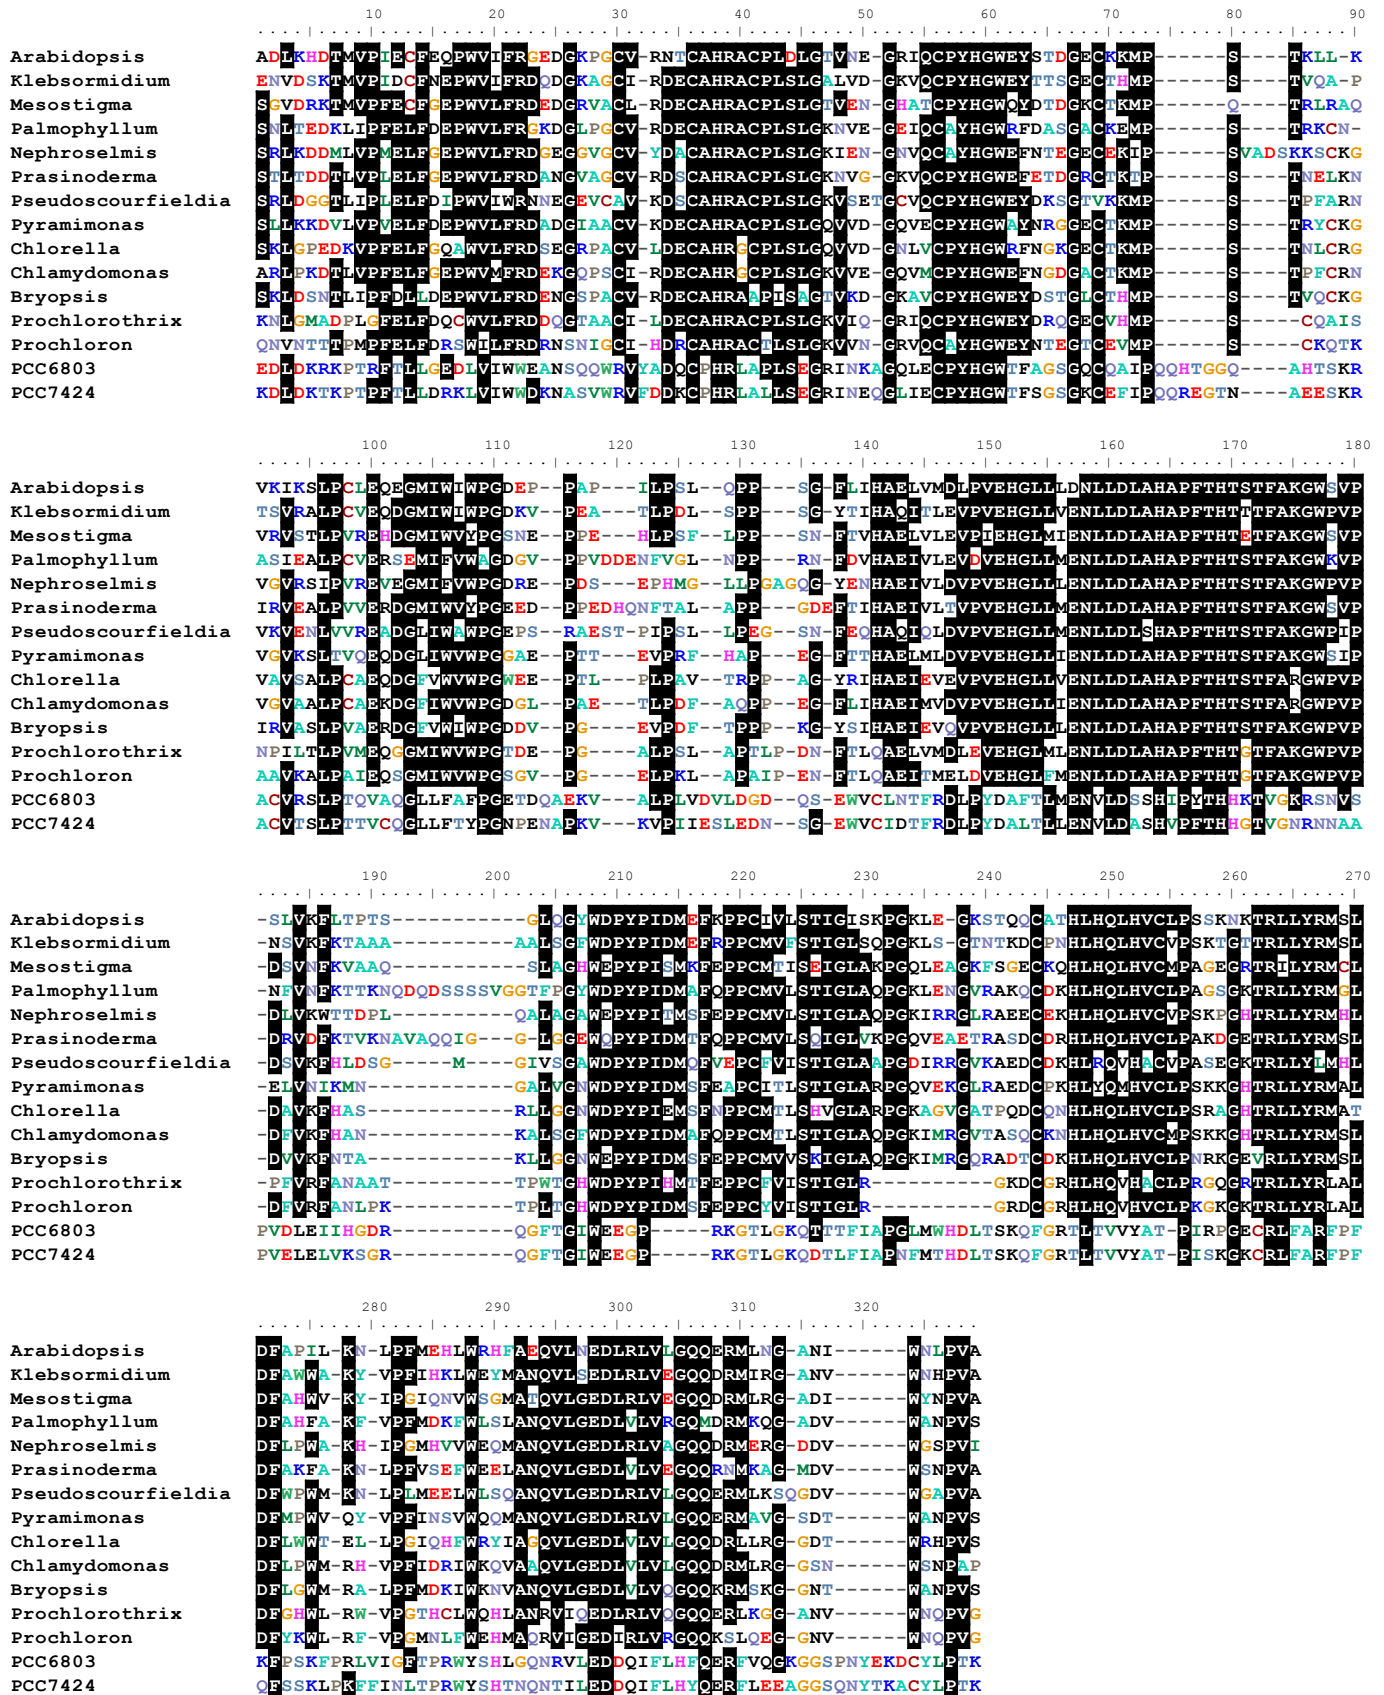 10 20 30 40 50 60 70 80 90
Arabidopsis ADLKHDTMVPIECFEQPWVIFRGEDGKPGCV-RNTCAHRACPLDLGTVNE-GRIQCPYHGWEYSTDGECKKMP------S----TKLL-K
Klebsormidium ENVDSKTMVPIDCFNEPWVIFRDQDGKAGCI-RDECAHRACPLSLGALVD-GKVQCPYHGWEYTTSGECTHMP------S----TVQA-P
Mesostigma SGVDRKTMVPFECFGEPWVLFRDEDGRVACL-RDECAHRACPLSLGTVEN-GHATCPYHGWQYDTDGKCTKMP------Q----TRLRAQ
Palmophyllum SNLTEDKLIPFELFDEPWVLFRGKDGLPGCV-RDECAHRACPLSLGKNVE-GEIQCAYHGWRFDASGACKEMP------S----TRKCN-
Nephroselmis SRLKDDMLVPMELFGEPWVLFRDGEGGVGCV-YDACAHRACPLSLGKIEN-GNVQCAYHGWEFNTEGECEKIP------SVADSKKSCKG
Prasinoderma STLTDDTLVPLELFGEPWVLFRDANGVAGCV-RDSCAHRACPLSLGKNVG-GKVQCPYHGWEFETDGRCTKTP------S----TNELKN
Pseudoscourfieldia SRLDGGTLIPLELFDIPWVIWRNNEGEVCAV-KDSCAHRACPLSLGKVSETGCVQCPYHGWEYDKSGTVKKMP------S----TPFARN
Pyramimonas SLLKKDVLVPVELFDEPWVLFRDADGIAACV-KDECAHRACPLSLGQVVD-GQVECPYHGWAYNRGGECTKMP------S----TRYCKG
Chlorella SKLGPEDKVPFELFGQAWVLFRDSEGRPACV-LDECAHRGCPLSLGQVVD-GNLVCPYHGWRFNGKGECTKMP------S----TNLCRG
Chlamydomonas ARLPKDTLVPFELFGEPWVMFRDEKGQPSCI-RDECAHRGCPLSLGKVVE-GQVMCPYHGWEFNGDGACTKMP------S----TPFCRN
Bryopsis SKLDSNTLIPFDLLDEPWVLFRDENGSPACV-RDECAHRAAPISAGTVKD-GKAVCPYHGWEYDSTGLCTHMP------S----TVQCKG
Prochlorothrix KNLGMADPLGFELFDQCWVLFRDDQGTAACI-LDECAHRACPLSLGKVIQ-GRIQCPYHGWEYDRQGECVHMP------S-----CQAIS
Prochloron QNVNTTTPMPFELFDRSWILFRDRNSNIGCI-HDRCAHRACTLSLGKVVN-GRVQCAYHGWEYNTEGTCEVMP------S-----CKQTK
PCC6803 EDLDKRKPTRFTLLGEDLVIWWEANSQQWRVYADQCPHRLAPLSEGRINKAGQLECPYHGWTFAGSGQCQAIPQQHTGGQ----AHTSKR
PCC7424 KDLDKTKPTPFTLLDRKLVIWWDKNASVWRVFDDKCPHRLALLSEGRINEQGLIECPYHGWTFSGSGKCEFIPQQREGTN----AEESKR
100 110 120 130 140 150 160 170 180
Arabidopsis VKIKSLPCLEQEGMIWIWPGDEP--PAP---ILPSL--QPP---SG-FLIHAELVMDLPVEHGLLLDNLLDLAHAPFTHTSTFAKGWSVP
Klebsormidium TSVRALPCVEQDGMIWIWPGDKV--PEA---TLPDL--SPP---SG-YTIHAQITLEVPVEHGLLVENLLDLAHAPFTHTTTFAKGWPVP
Mesostigma VRVSTLPVREHDGMIWVYPGSNE--PPE---HLPSF--LPP---SN-FTVHAELVLEVPIEHGLMIENLLDLAHAPFTHTETFAKGWPVP
Palmophyllum ASIEALPCVERSEMIFVWAGDGV--PPVDDENFVGL--NPP---RN-FDVHAEIVLEVDVEHGLLMENLLDLAHAPFTHTSTFAKGWKVP
Nephroselmis VGVRSIPVREVEGMIFVWPGDRE--PDS---EPHMG--LLPGAGQG-YENHAEIVLDVPVEHGLLLENLLDLAHAPFTHTSTFAKGWPVP
Prasinoderma IRVEALPVVERDGMIWVYPGEED--PPEDHQNFTAL--APP---GDEFTIHAEIVLTVPVEHGLLMENLLDLAHAPFTHTSTFAKGWSVP
Pseudoscourfieldia VKVENLVVREADGLIWAWPGEPS--RAEST-PIPSL--LPEG--SN-FEQHAQIQLDVPVEHGLLMENLLDLSHAPFTHTSTFAKGWPIP
Pyramimonas VGVKSLTVQEQDGLIWVWPGGAE--PTT---EVPRF--HAP---EG-FTTHAELMLDVPVEHGLLIENLLDLAHAPFTHTSTFAKGWSIP
Chlorella VAVSALPCAEQDGFVWVWPGWEE--PTL---PLPAV--TRPP--AG-YRIHAEIEVEVPVEHGLLVENLLDLAHAPFTHTSTFARGWPVP
Chlamydomonas VGVAALPCAEKDGFIWVWPGDGL--PAE---TLPDF--AQPP--EG-FLIHAEIMVDVPVEHGLLIENLLDLAHAPFTHTSTFARGWPVP
Bryopsis IRVASLPVAERDGFVWIWPGDDV--PG----EVPDF--TPPP--KG-YSIHAEIEVQVPVEHGLLMENLLDLAHAPFTHTSTFAKGWPVP
Prochlorothrix NPILTLPVMEQGGMIWVWPGTDE--PG----ALPSL--APTLP-DN-FTLQAELVMDLEVEHGLMLENLLDLAHAPFTHTGTFAKGWPVP
Prochloron AAVKALPAIEQSGMIWVWPGSGV--PG----ELPKL--APAIP-EN-FTLQAEITMELDVEHGLFMENLLDLAHAPFTHTGTFAKGWPVP
PCC6803 ACVRSLPTQVAQGLLFAFPGETDQAEKV---ALPLVDVLDGD--QS-EWVCLNTFRDLPYDAFTLMENVLDSSHIPYTHHKTVGKRSNVS
PCC7424 ACVTSLPTTVCQGLLFTYPGNPENAPKV---KVPIIESLEDN--SG-EWVCIDTFRDLPYDALTLLENVLDASHVPFTHHGTVGNRNNAA
190 200 210 220 230 240 250 260 270
Arabidopsis -SLVKFLTPTS-----------GLQGYWDPYPIDMEFKPPCIVLSTIGISKPGKLE-GKSTQQCATHLHQLHVCLPSSKNKTRLLYRMSL
Klebsormidium -NSVKFKTAAA----------AALSGFWDPYPIDMEFRPPCMVFSTIGLSQPGKLS-GTNTKDCPNHLHQLHVCVPSKTGTTRLLYRMSL
Mesostigma -DSVNFKVAAQ-----------SLAGHWEPYPISMKFEPPCMTISEIGLAKPGQLEAGKFSGECKQHLHQLHVCMPAGEGRTRILYRMCL
Palmophyllum -NFVNFKTTKNQDQDSSSSVGGTFPGYWDPYPIDMAFQPPCMVLSTIGLAQPGKLENGVRAKQCDKHLHQLHVCLPAGSGKTRLLYRMGL
Nephroselmis -DLVKWTTDPL----------QALAGAWEPYPITMSFEPPCMVLSTIGLAQPGKIRRGLRAEECEKHLHQLHVCVPSKPGHTRLLYRMHL
Prasinoderma -DRVDFKTVKNAVAQQIG---G-LGGEWQPYPIDMTFQPPCMVLSQIGLVKPGQVEAETRASDCDRHLHQLHVCLPAKDGETRLLYRMSL
Pseudoscourfieldia -DSVKFHLDSG-----M----GIVSGAWDPYPIDMQFVEPCFVISTIGLAAPGDIRRGVKAEDCDKHLRQVHACVPASEGKTRLLYLMHL
Pyramimonas -ELVNIKMN------------GALVGNWDPYPIDMSFEAPCITLSTIGLARPGQVEKGLRAEDCPKHLYQMHVCLPSKKGHTRLLYRMAL
Chlorella -DAVKFHAS------------RLLGGNWDPYPIEMSFNPPCMTLSHVGLARPGKAGVGATPQDCQNHLHQLHVCLPSRAGHTRLLYRMAT
Chlamydomonas -DFVKFHAN------------KALSGFWDPYPIDMAFQPPCMTLSTIGLAQPGKIMRGVTASQCKNHLHQLHVCMPSKKGHTRLLYRMSL
Bryopsis -DVVKFNTA------------KLLGGNWEPYPIDMSFEPPCMVVSKIGLAQPGKIMRGQRADTCDKHLHQLHVCLPNRKGEVRLLYRMSL
Prochlorothrix -PFVRFANAAT----------TPWTGHWDPYPIHMTFEPPCFVISTIGLR----------GKDCGRHLHQVHACLPRGQGRTRLLYRLAL
Prochloron -DFVRFANLPK----------TPLTGHWDPYPIDMSFEPPCYVISTIGLR----------GRDCGRHLHQVHVCLPKGKGKTRLLYRLAL
PCC6803 PVDLEIIHGDR----------QGFTGIWEEGP-----RKGTLGKQTTTFIAPGLMWHDLTSKQFGRTLTVVYAT-PIRPGECRLFARFPF
PCC7424 PVELELVKSGR----------QGFTGIWEEGP-----RKGTLGKQDTLFIAPNFMTHDLTSKQFGRTLTVVYAT-PISKGKCRLFARFPF
280 290 300 310 320
Arabidopsis DFAPIL-KN-LPFMEHLWRHFAEQVLNEDLRLVLGQQERMLNG-ANI------WNLPVA
Klebsormidium DFAWWA-KY-VPFIHKLWEYMANQVLSEDLRLVEGQQDRMIRG-ANV------WNHPVA
Mesostigma DFAHWV-KY-IPGIQNVWSGMATQVLGEDLRLVEGQQDRMLRG-ADI------WYNPVA
Palmophyllum DFAHFA-KF-VPFMDKFWLSLANQVLGEDLVLVRGQMDRMKQG-ADV------WANPVS
Nephroselmis DFLPWA-KH-IPGMHVVWEQMANQVLGEDLRLVAGQQDRMERG-DDV------WGSPVI
Prasinoderma DFAKFA-KN-LPFVSEFWEELANQVLGEDLVLVEGQQRNMKAG-MDV------WSNPVA
Pseudoscourfieldia DFWPWM-KN-LPLMEELWLSQANQVLGEDLRLVLGQQERMLKSQGDV------WGAPVA
Pyramimonas DFMPWV-QY-VPFINSVWQQMANQVLGEDLRLVLGQQERMAVG-SDT------WANPVS
Chlorella DFLWWT-EL-LPGIQHFWRYIAGQVLGEDLVLVLGQQDRLLRG-GDT------WRHPVS
Chlamydomonas DFLPWM-RH-VPFIDRIWKQVAAQVLGEDLVLVLGQQDRMLRG-GSN------WSNPAP
Bryopsis DFLGWM-RA-LPFMDKIWKNVANQVLGEDLVLVQGQQKRMSKG-GNT------WANPVS
Prochlorothrix DFGHWL-RW-VPGTHCLWQHLANRVIQEDLRLVQGQQERLKGG-ANV------WNQPVG
Prochloron DFYKWL-RF-VPGMNLFWEHMAQRVIGEDIRLVRGQQKSLQEG-GNV------WNQPVG
PCC6803 KFPSKFPRLVIGFTPRWYSHLGQNRVLEDDQIFLHFQERFVQGKGGSPNYEKDCYLPTK
PCC7424 QFSSKLPKFFINLTPRWYSHTNQNTILEDDQIFLHYQERFLEEAGGSQNYTKACYLPTK